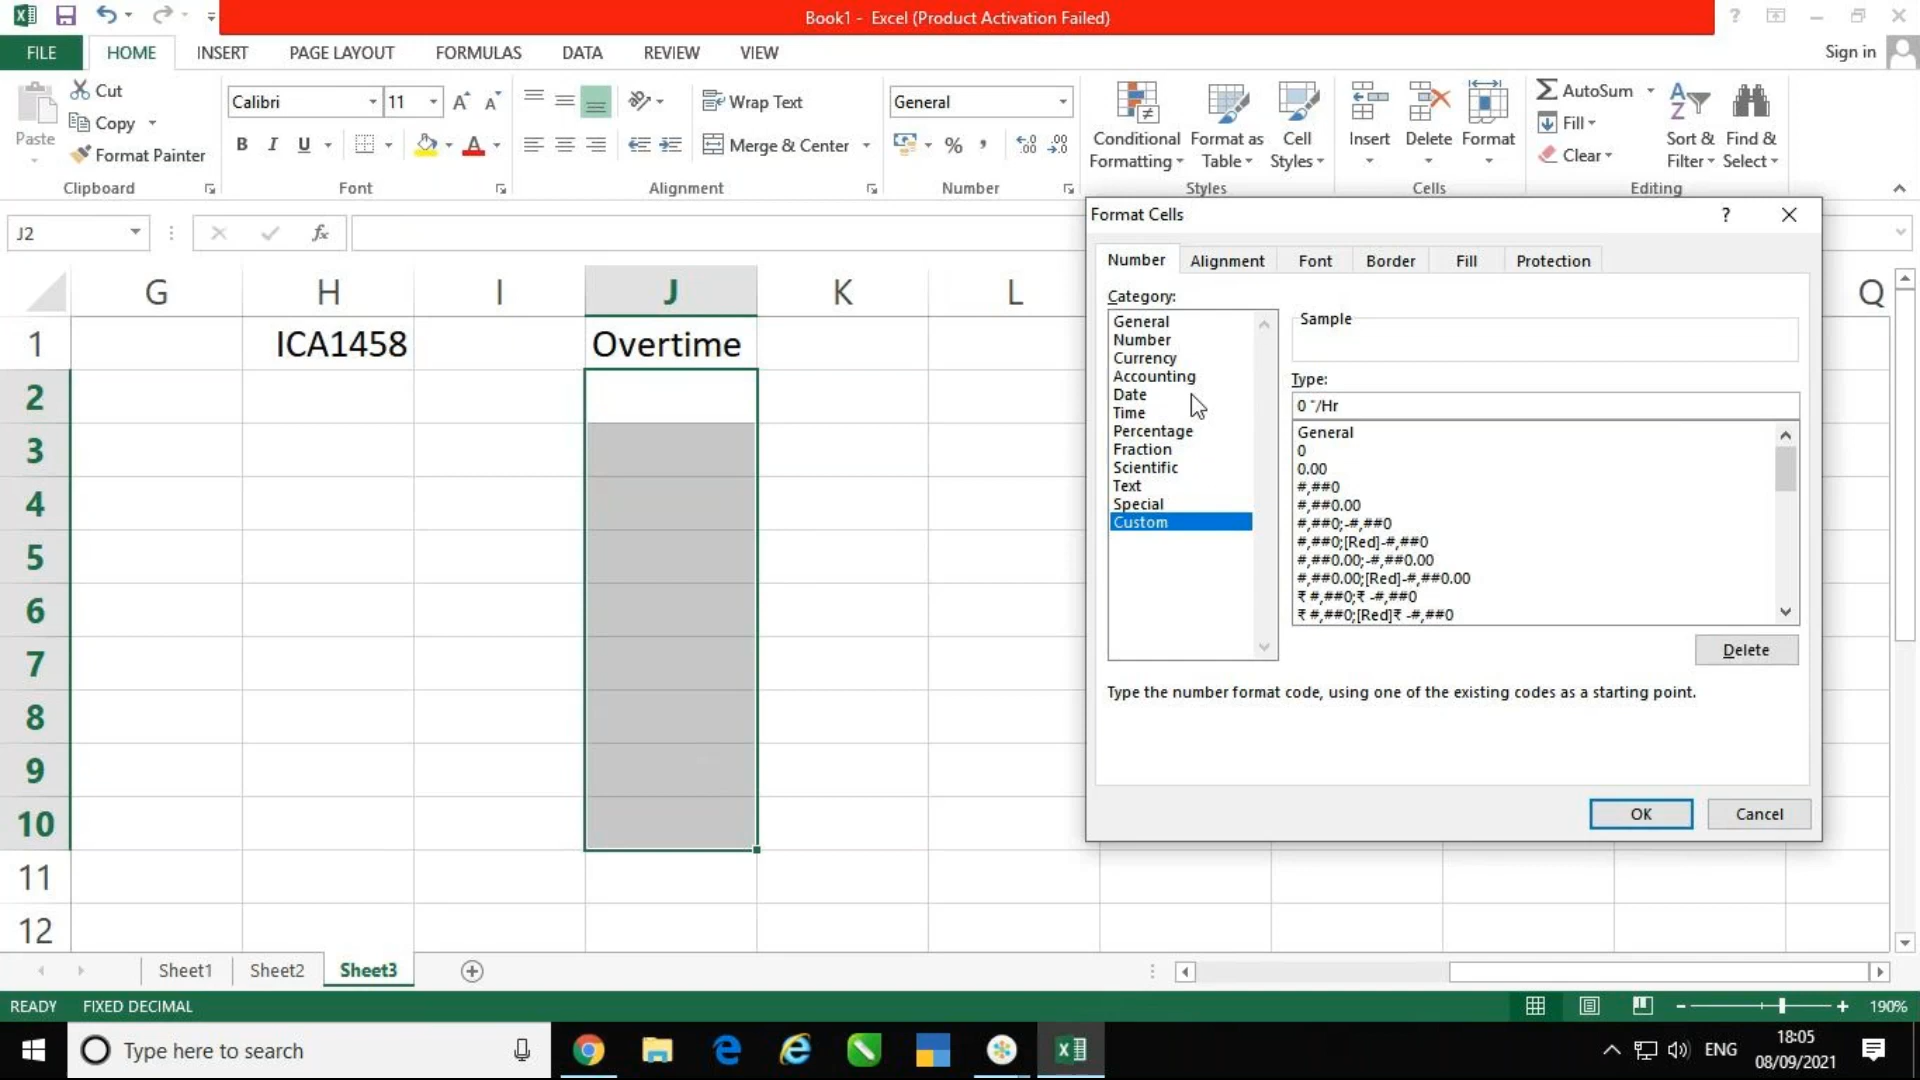 Book1 - Excel (Product Activation Failed)
?
FILE HOME INSERT PAGE LAYOUT FORMULAS DATA REVIEW VIEW
Sign in
Paste
Cut
Copy
Format Painter
Clipboard
Calibri 11
B I U
Font
Wrap Text
Merge & Center
Alignment
General
%
Number
Conditional Formatting
Format as Table
Cell Styles
Styles
Insert
Delete
Format
Cells
AutoSum
Fill
Clear
Sort & Filter
Find & Select
Editing
J2
fx
G H I J K L Q
1 ICA1458 Overtime
2
3
4
5
6
7
8
9
10
11
12
Format Cells
?
Number Alignment Font Border Fill Protection
Category:
General
Number
Currency
Accounting
Date
Time
Percentage
Fraction
Scientific
Text
Special
Custom
Sample
Type:
0 "/Hr
General
0
0.00
#,##0
#,##0.00
#,##0;-#,##0
#,##0;[Red]-#,##0
#,##0.00;-#,##0.00
#,##0.00;[Red]-#,##0.00
₹ #,##0;₹ -#,##0
₹ #,##0;[Red]₹ -#,##0
Delete
Type the number format code, using one of the existing codes as a starting point.
OK
Cancel
Sheet1 Sheet2 Sheet3
READY FIXED DECIMAL
190%
Type here to search
ENG
18:05
08/09/2021